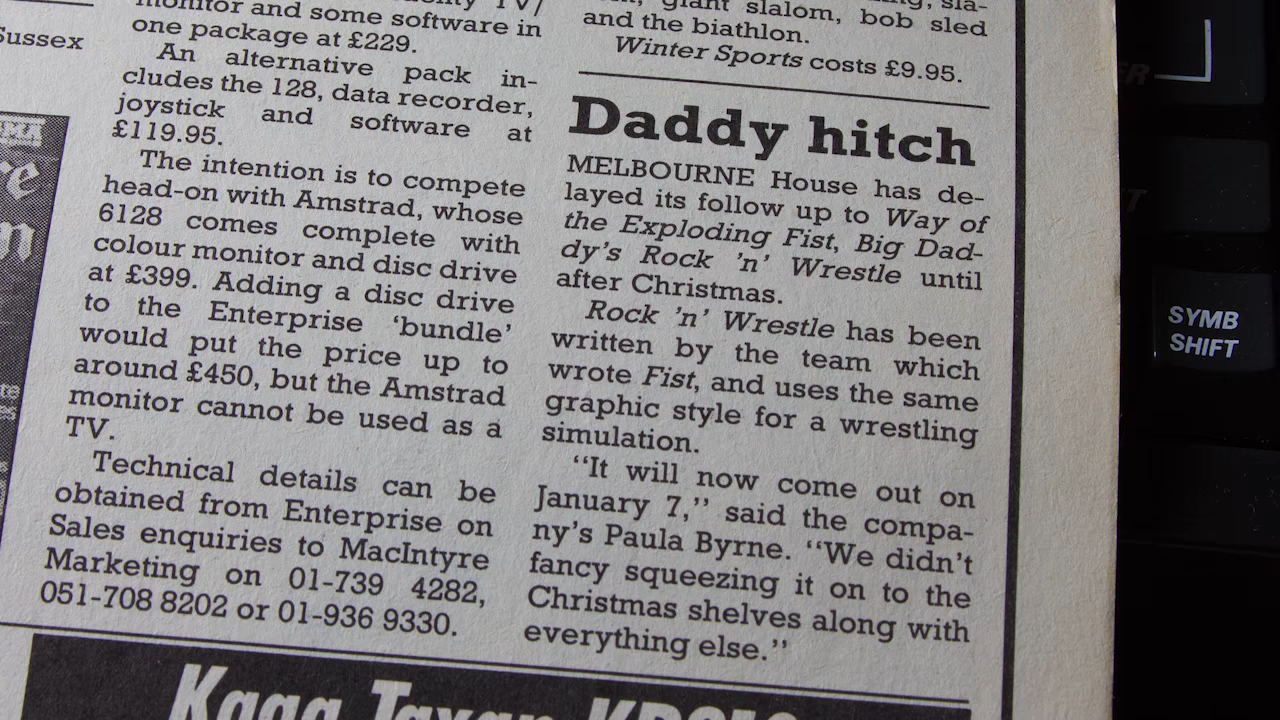 Sussex
monitor and some software in
one package at £229.
An alternative pack in-
cludes the 128, data recorder,
joystick and software at
£119.95.
The intention is to compete
head-on with Amstrad, whose
6128 comes complete with
colour monitor and disc drive
at £399. Adding a disc drive
to the Enterprise ‘bundle’
would put the price up to
around £450, but the Amstrad
monitor cannot be used as a
TV.
Technical details can be
obtained from Enterprise on
Sales enquiries to MacIntyre
Marketing on 01-739 4282,
051-708 8202 or 01-936 9330.
giant slalom, bob sled
and the biathlon.
Winter Sports costs £9.95.
Daddy hitch
MELBOURNE House has de-
layed its follow up to Way of
the Exploding Fist, Big Dad-
dy’s Rock ’n’ Wrestle until
after Christmas.
Rock ’n’ Wrestle has been
written by the team which
wrote Fist, and uses the same
graphic style for a wrestling
simulation.
“It will now come out on
January 7,” said the compa-
ny’s Paula Byrne. “We didn’t
fancy squeezing it on to the
Christmas shelves along with
everything else.”
SYMB
SHIFT